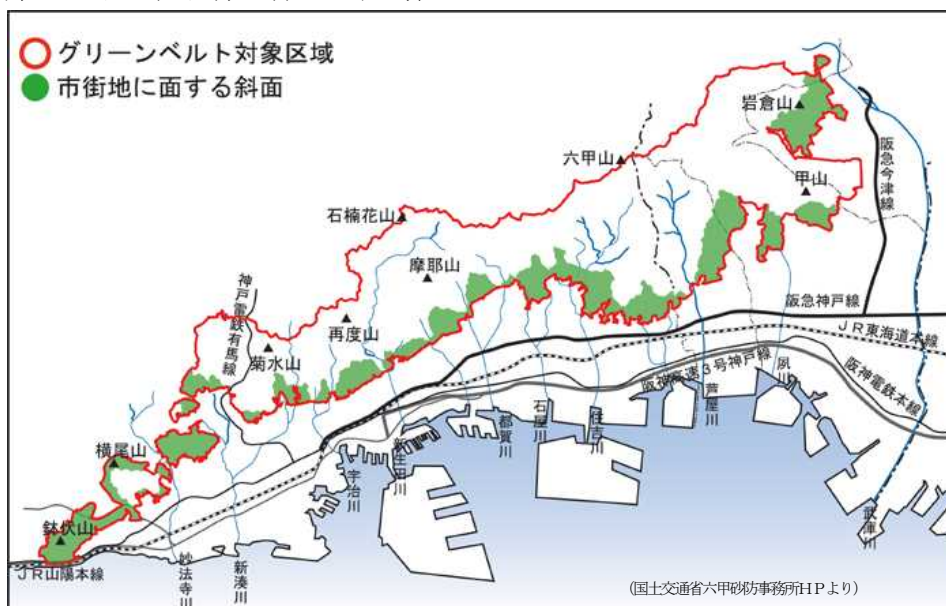 グリーンベルト対象区域
市街地に面する斜面
岩倉山
六甲山
甲山
阪急今津線
石楠花山
摩耶山
神戸電鉄有馬線
再度山
菊水山
阪急神戸線
JR東海道本線
阪神高速3号神戸線
阪神電鉄本線
夙川
芦屋川
住吉川
石屋川
都賀川
新生田川
宇治川
横尾山
鉢伏山
JR山陽本線
妙法寺川
新湊川
武庫川
(国土交通省六甲砂防事務所HPより)